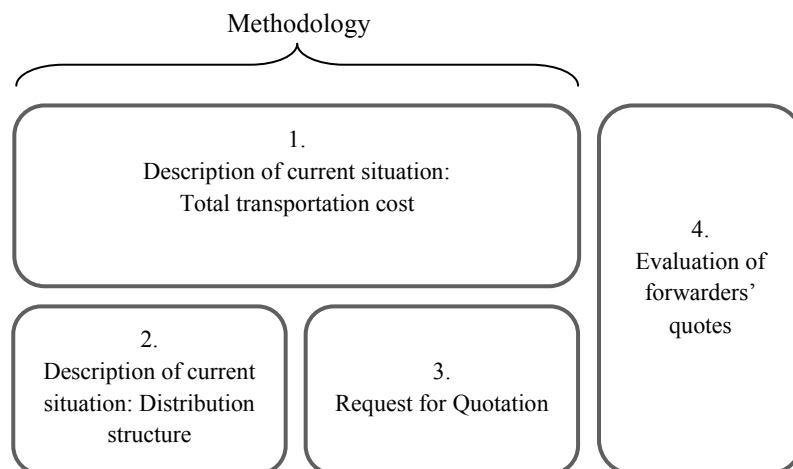 Methodology
1.
Description of current situation:
Total transportation cost
2.
Description of current
situation: Distribution
structure
3.
Request for Quotation
4.
Evaluation of
forwarders’
quotes